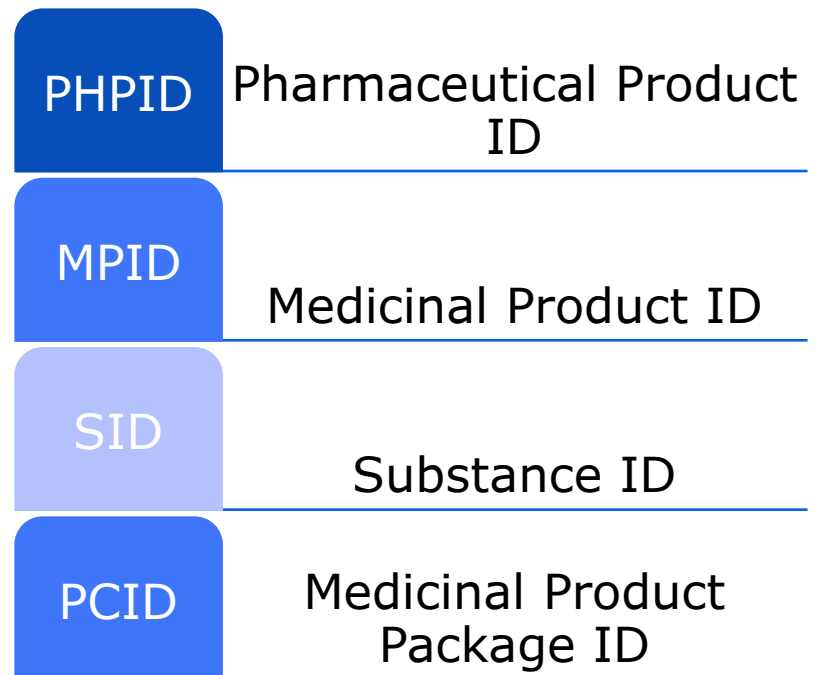 PHPID
Pharmaceutical Product
ID
MPID
Medicinal Product ID
SID
Substance ID
PCID
Medicinal Product
Package ID